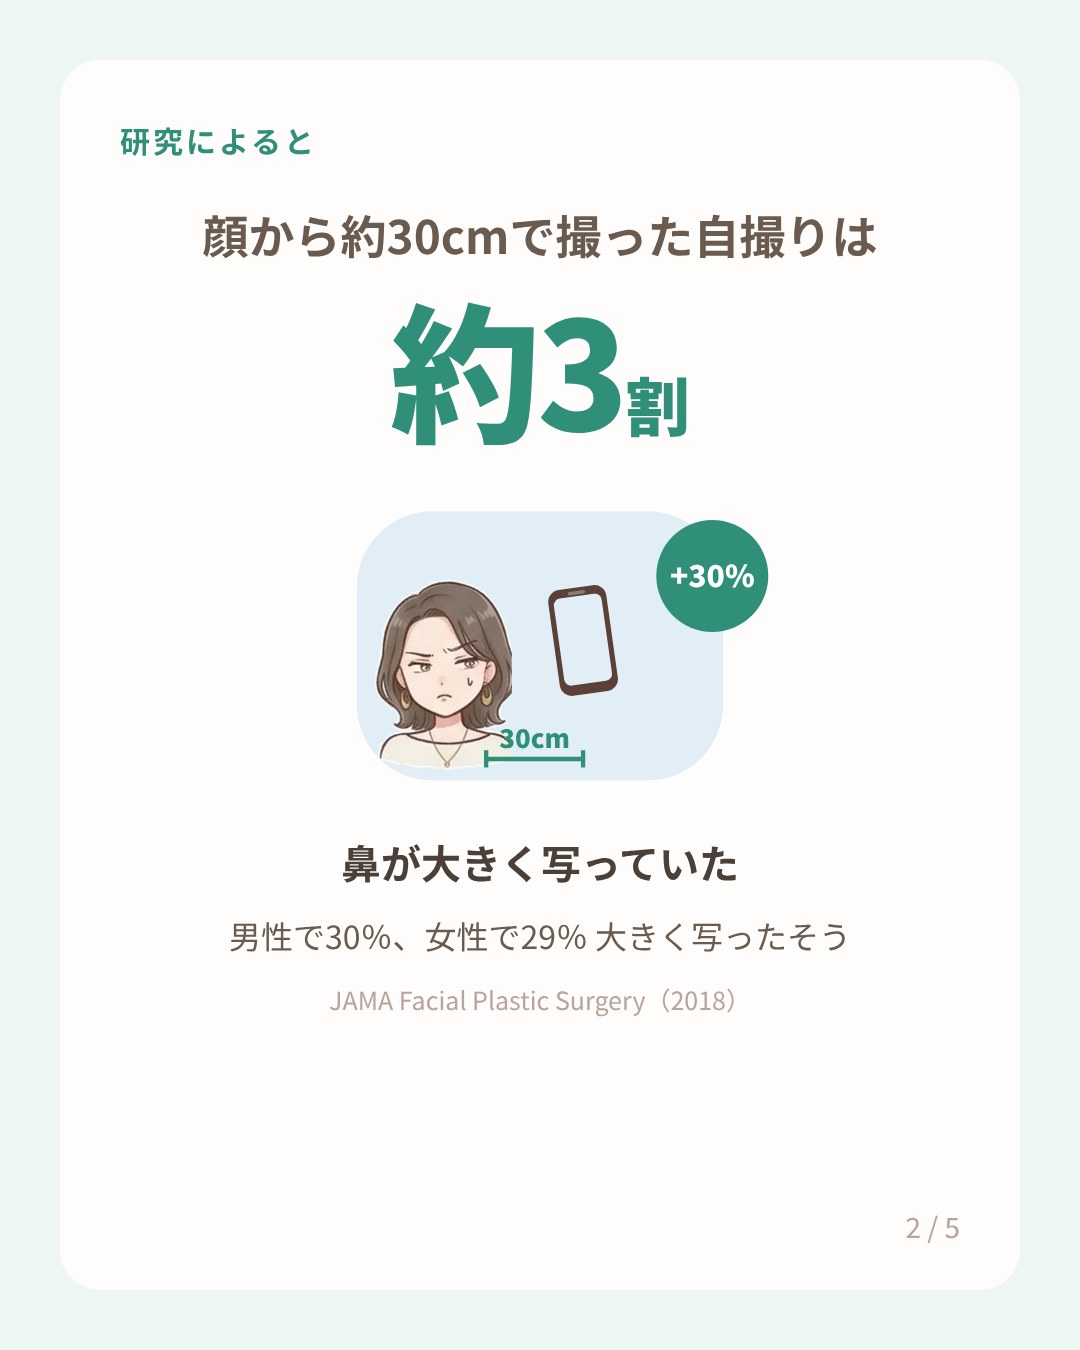 研究によると
顔から約30cmで撮った自撮りは
約3割
+30%
30cm
鼻が大きく写っていた
男性で30%、女性で29% 大きく写ったそう
JAMA Facial Plastic Surgery（2018）
2 / 5